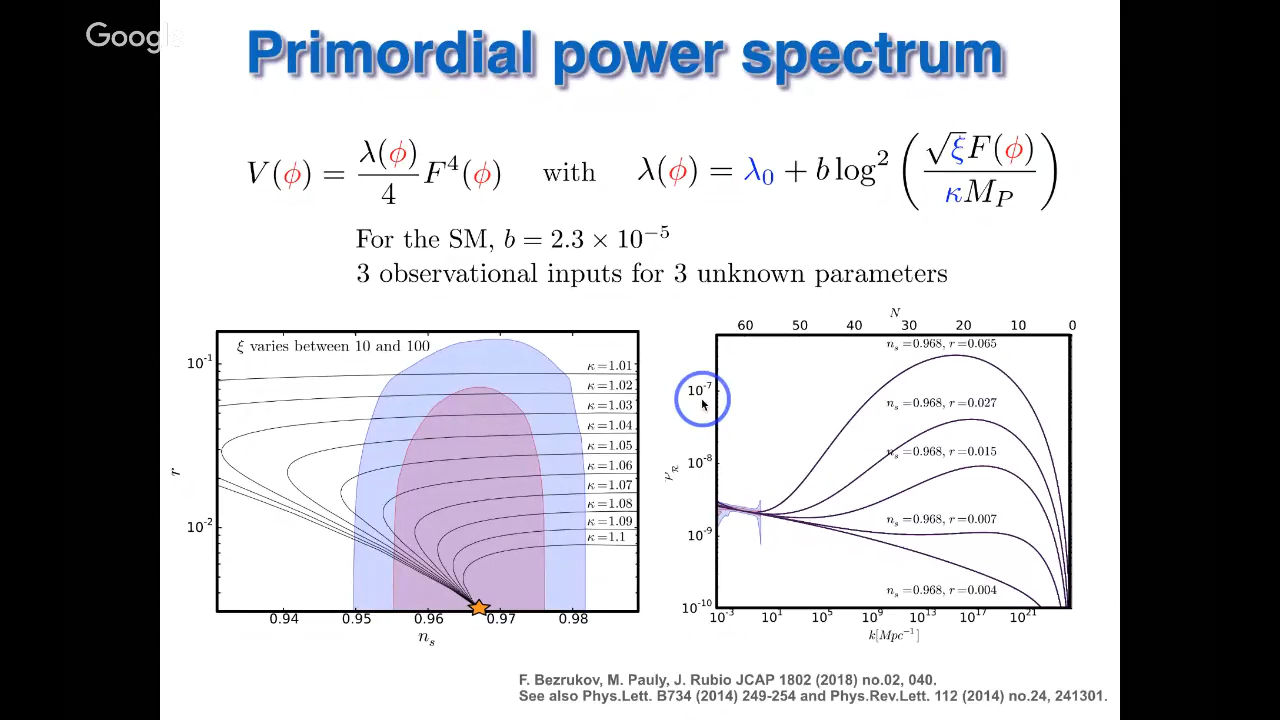 Google
Primordial power spectrum
V(φ) = λ(φ)/4 F⁴(φ) with λ(φ) = λ₀ + b log² (√ξF(φ)/κM_P)
For the SM, b = 2.3 × 10⁻⁵
3 observational inputs for 3 unknown parameters
ξ varies between 10 and 100
κ=1.01
κ=1.02
κ=1.03
κ=1.04
κ=1.05
κ=1.06
κ=1.07
κ=1.08
κ=1.09
κ=1.1
10⁻¹
10⁻²
r
0.94 0.95 0.96 0.97 0.98
n_s
N
60 50 40 30 20 10 0
n_s=0.968, r=0.065
n_s=0.968, r=0.027
n_s=0.968, r=0.015
n_s=0.968, r=0.007
n_s=0.968, r=0.004
10⁻⁷
10⁻⁸
10⁻⁹
10⁻¹⁰
P_R
10⁻³ 10¹ 10⁵ 10⁹ 10¹³ 10¹⁷ 10²¹
k[Mpc⁻¹]
F. Bezrukov, M. Pauly, J. Rubio JCAP 1802 (2018) no.02, 040.
See also Phys.Lett. B734 (2014) 249-254 and Phys.Rev.Lett. 112 (2014) no.24, 241301.